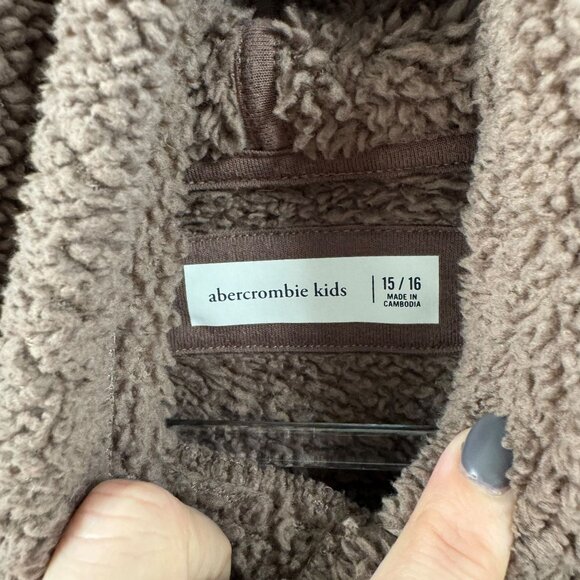 abercrombie kids
15 / 16
MADE IN
CAMBODIA